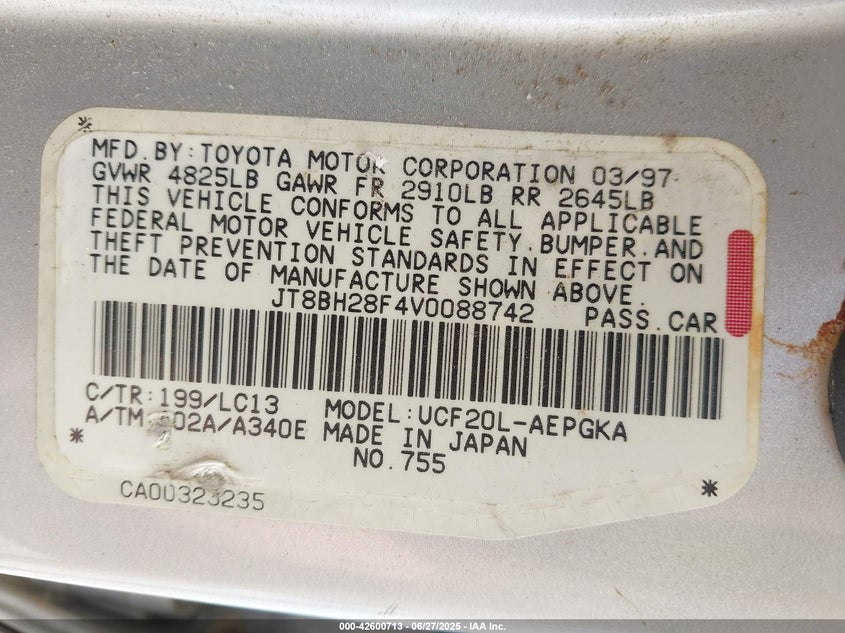 MFD. BY: TOYOTA MOTOR CORPORATION 03/97
GVWR 4825LB GAWR FR 2910LB RR 2645LB
THIS VEHICLE CONFORMS TO ALL APPLICABLE
FEDERAL MOTOR VEHICLE SAFETY, BUMPER, AND
THEFT PREVENTION STANDARDS IN EFFECT ON
THE DATE OF MANUFACTURE SHOWN ABOVE.
JT8BH28F4V0088742 PASS. CAR
C/TR: 199/LC13 MODEL: UCF20L-AEPGKA
A/TM 02A/A340E MADE IN JAPAN
NO. 755
CA00323235
000-42600713 - 06/27/2025 - IAA Inc.